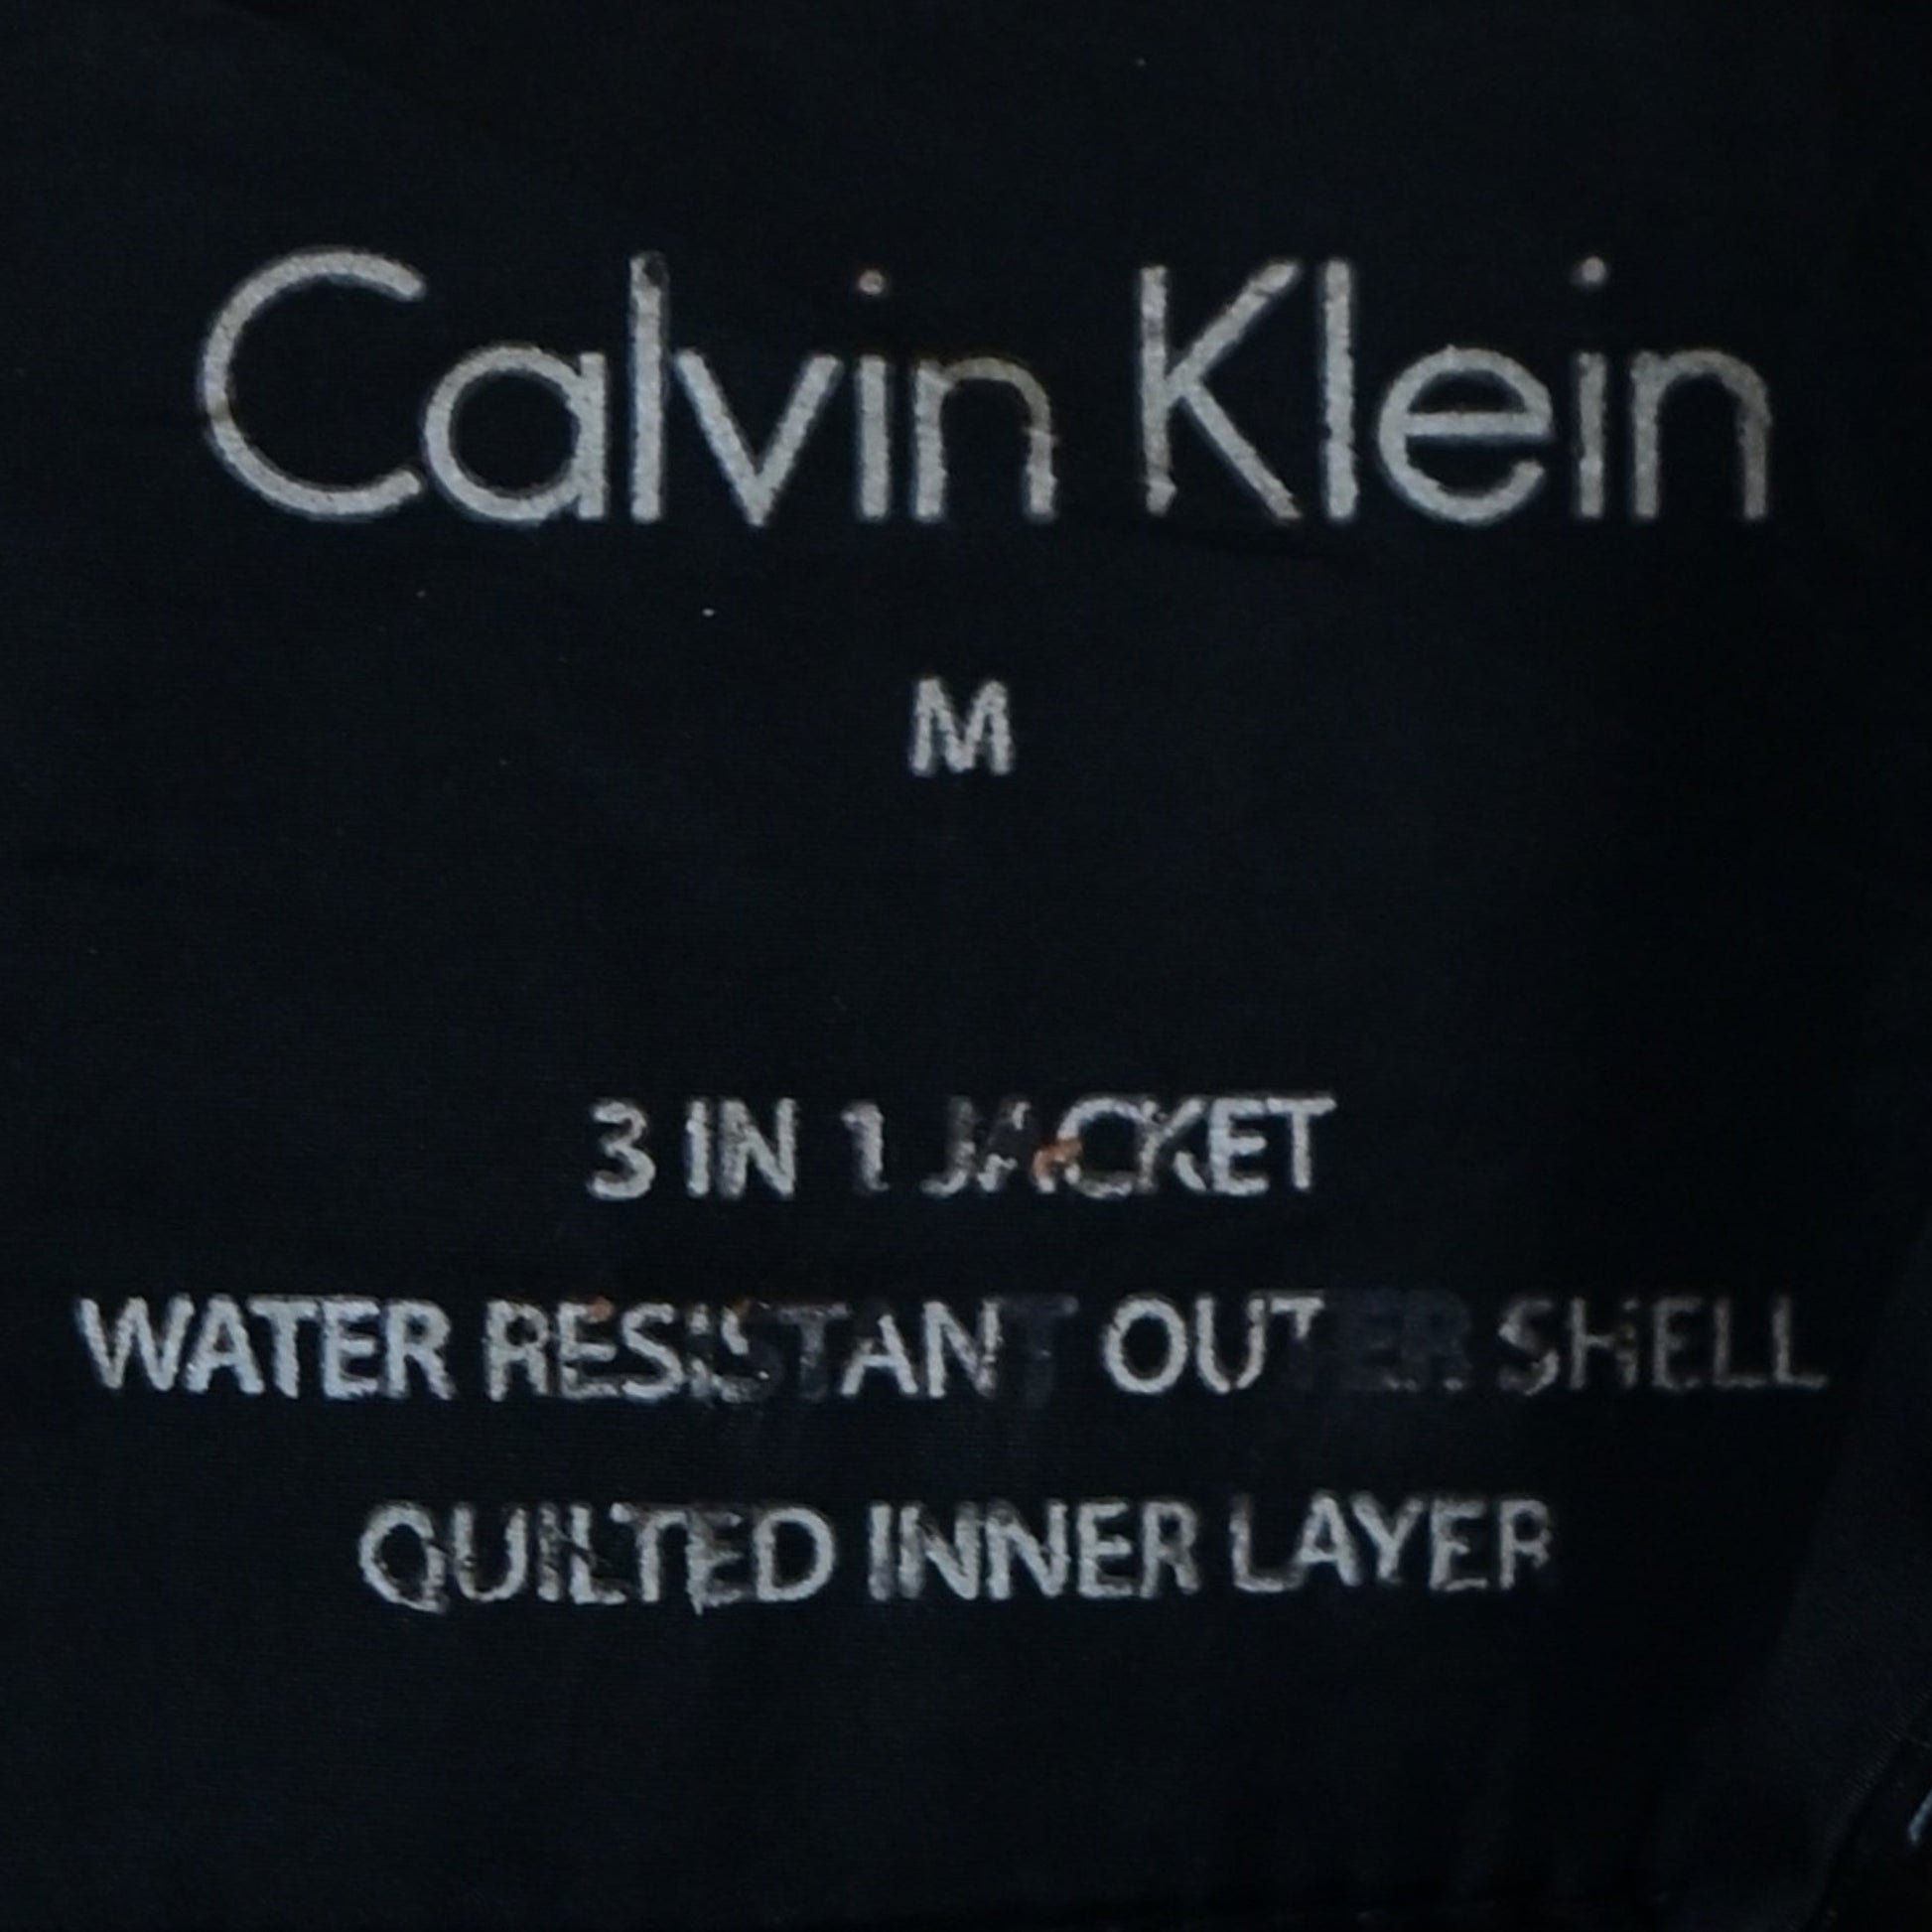 Calvin Klein
M
3 IN 1 JACKET
WATER RESISTANT OUTER SHELL
QUILTED INNER LAYER